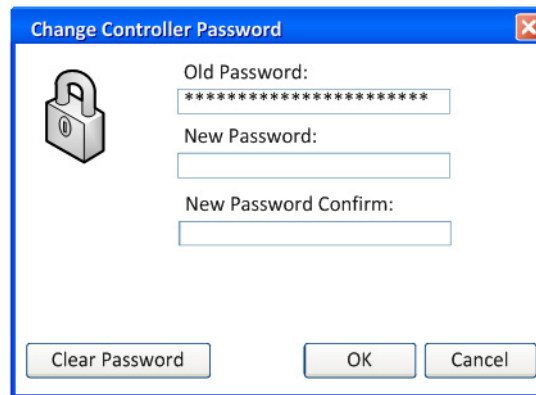 Change Controller Password
Old Password:
***********************
New Password:
New Password Confirm:
Clear Password
OK
Cancel